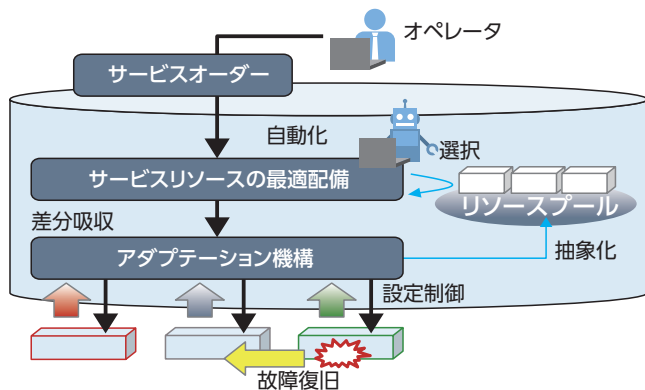 オペレータ
サービスオーダー
自動化
選択
サービスリソースの最適配備
リソースプール
差分吸収
アダプテーション機構
抽象化
設定制御
故障復旧